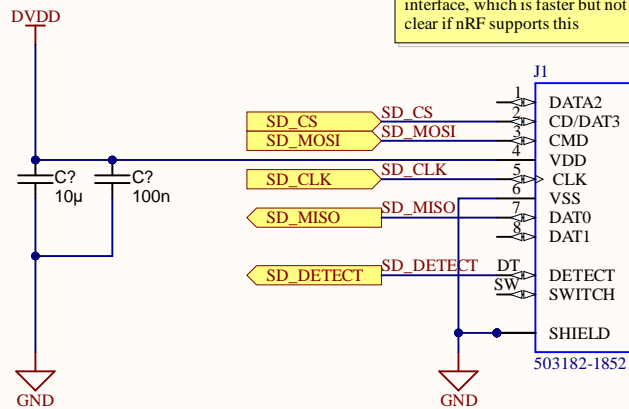 interface, which is faster but not
clear if nRF supports this
DVDD
J1
1
DATA2
SD_CS
SD_CS
2
CD/DAT3
SD_MOSI
SD_MOSI
3
CMD
4
VDD
C?
10µ
C?
100n
SD_CLK
SD_CLK
5
CLK
6
VSS
SD_MISO
SD_MISO
7
DAT0
8
DAT1
SD_DETECT
SD_DETECT
DT
DETECT
SW
SWITCH
SHIELD
503182-1852
GND
GND